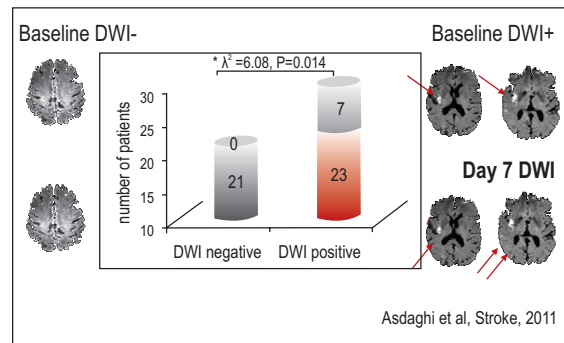 Baseline DWI-
Baseline DWI+
* λ² =6.08, P=0.014
number of patients
30
25
20
15
10
0
21
7
23
DWI negative
DWI positive
Day 7 DWI
Asdaghi et al, Stroke, 2011